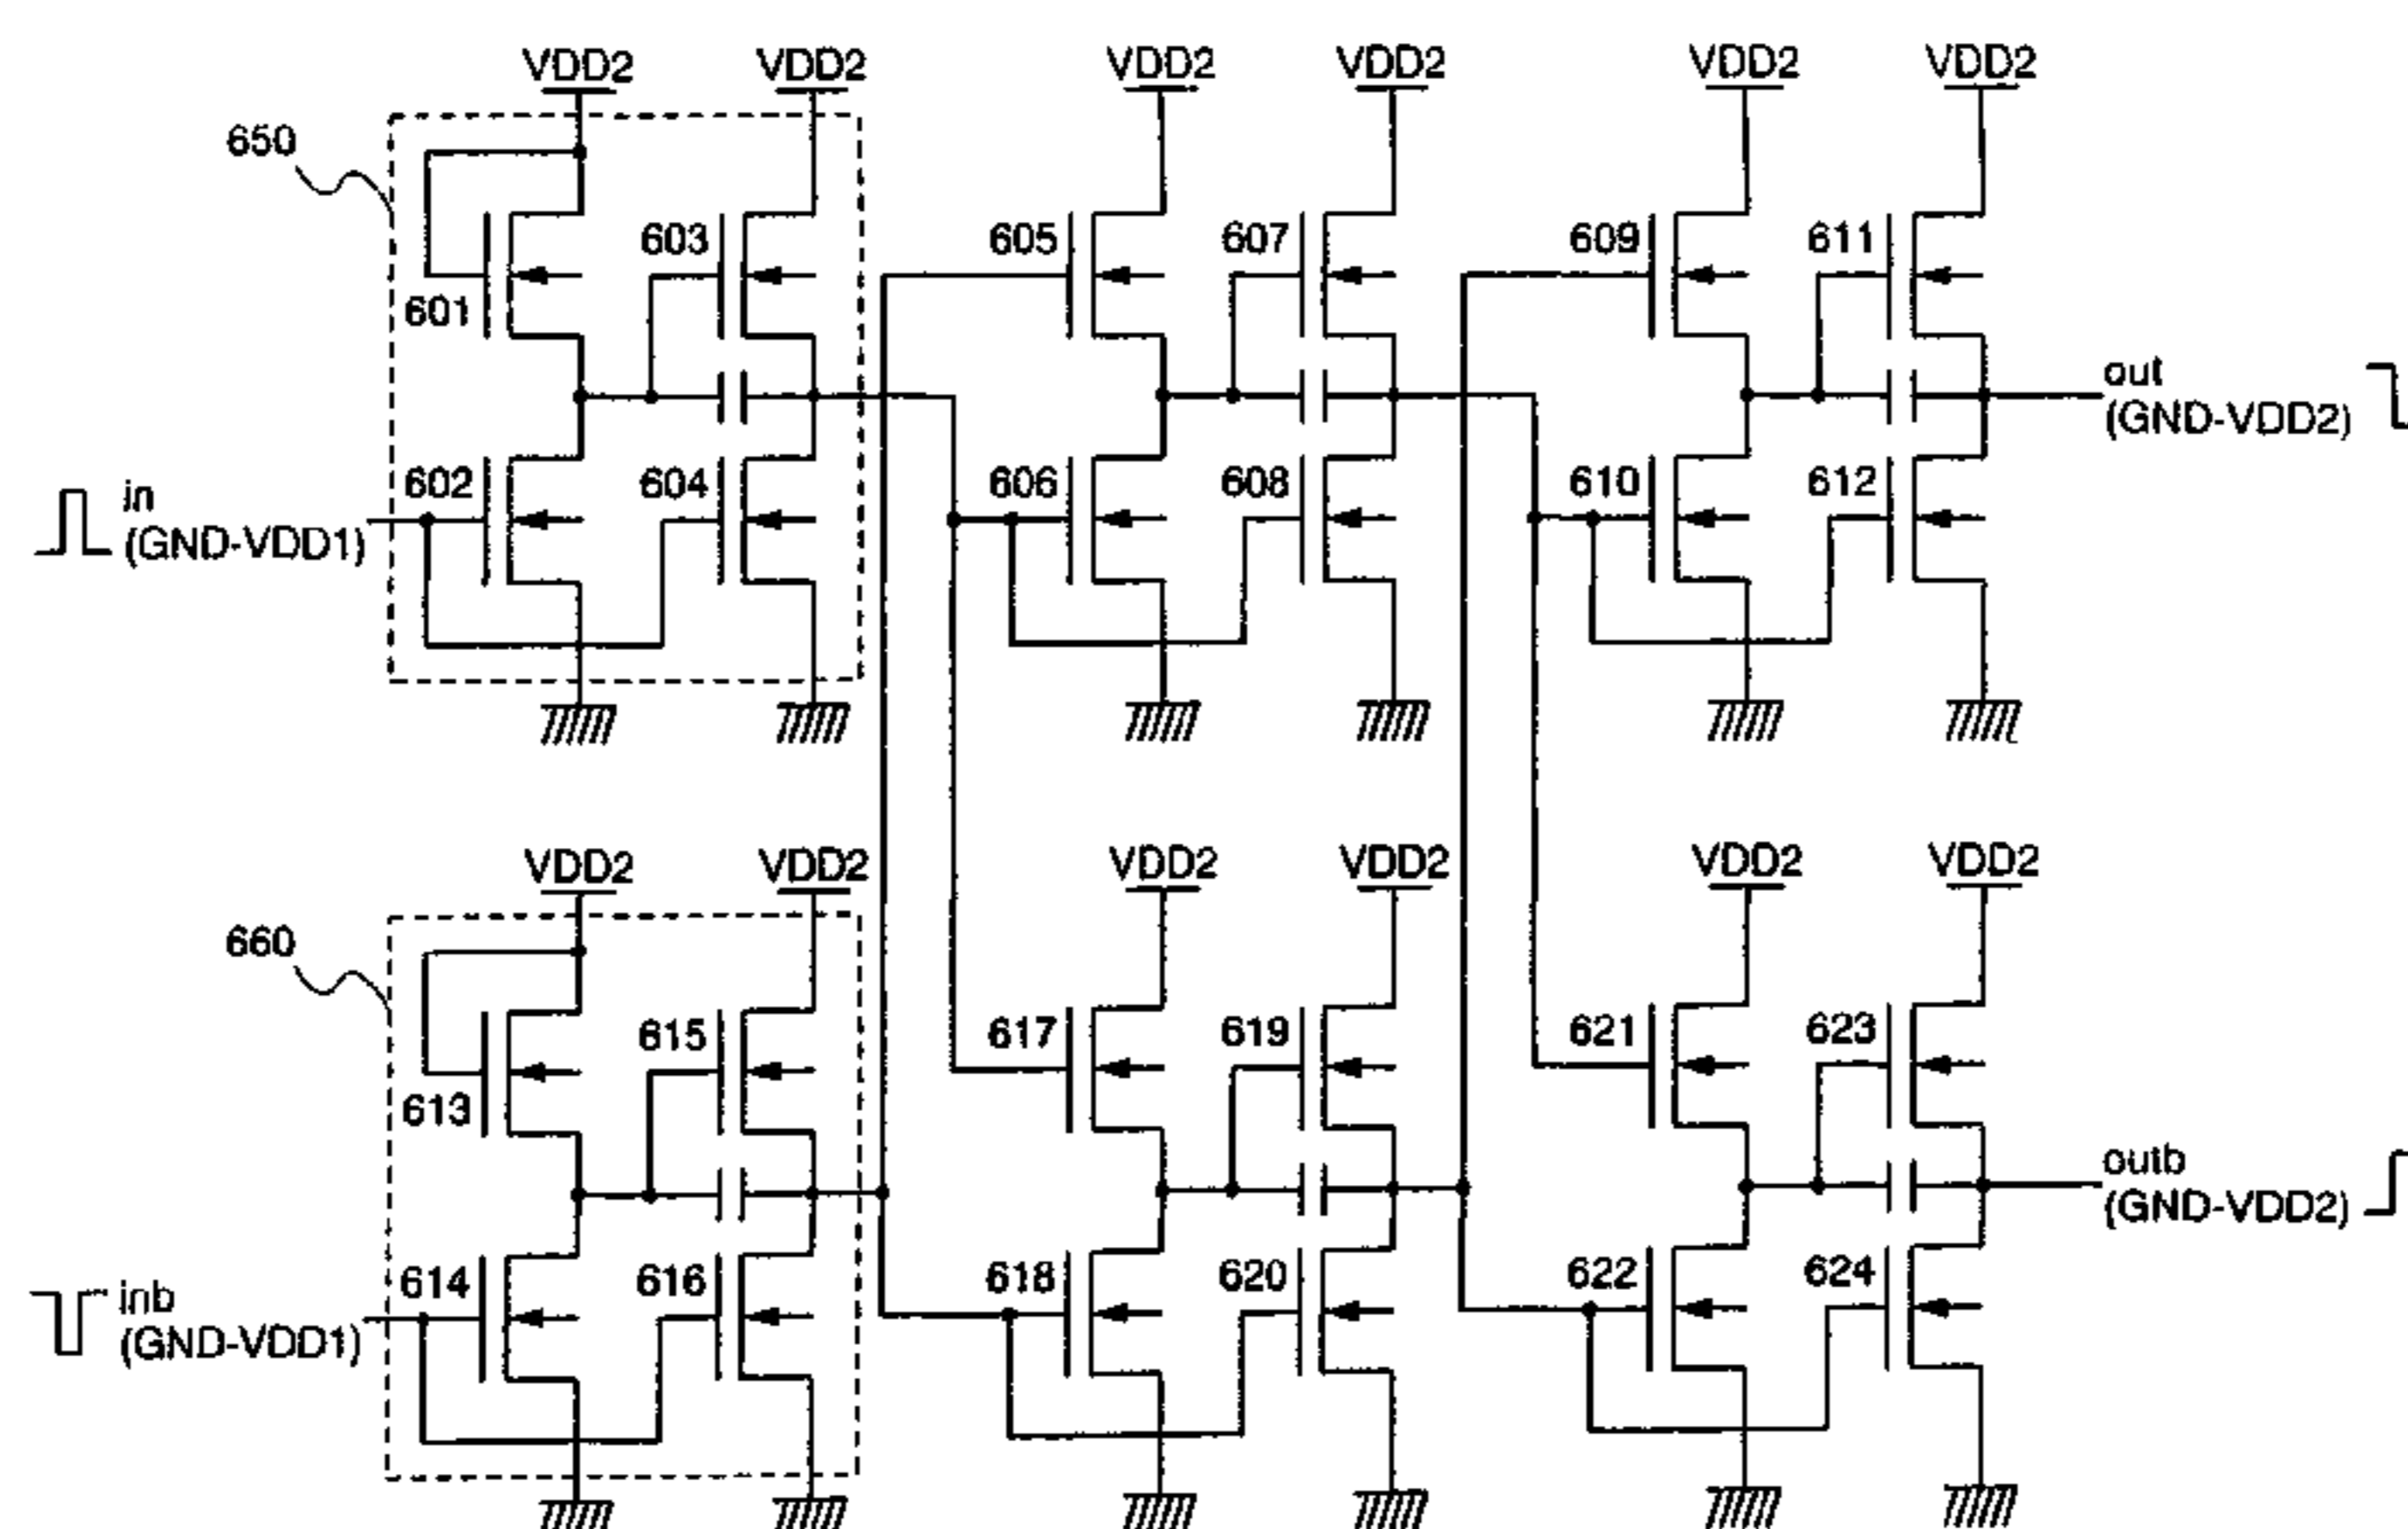 VDD2 VDD2 VDD2 VDD2 VDD2 VDD2
650
603 605 607 609 611
601
out
(GND-VDD2)
602 604 606 608 610 612
in
(GND-VDD1)
VDD2 VDD2 VDD2 VDD2 VDD2 VDD2
660
615 617 619 621 623
613
outb
(GND-VDD2)
614 616 618 620 622 624
inb
(GND-VDD1)